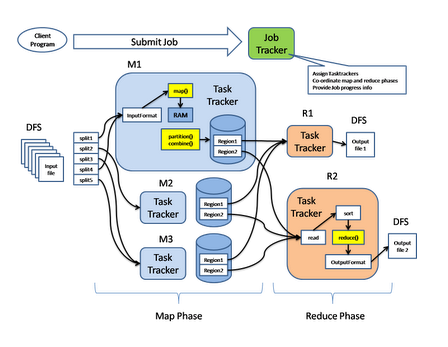 Client
Program
Submit Job
Job
Tracker
Assign Tasktrackers
Co-ordinate map and reduce phases
Provide Job progress info
M1
map()
Task
Tracker
InputFormat
RAM
partition()
combine()
Region1
Region2
DFS
Input
file
split1
split2
split3
split4
split5
R1
Task
Tracker
DFS
Output
file 1
M2
Task
Tracker
Region1
Region2
M3
Task
Tracker
Region1
Region2
R2
Task
Tracker
sort
read
reduce()
OutputFormat
DFS
Output
file 2
Map Phase
Reduce Phase